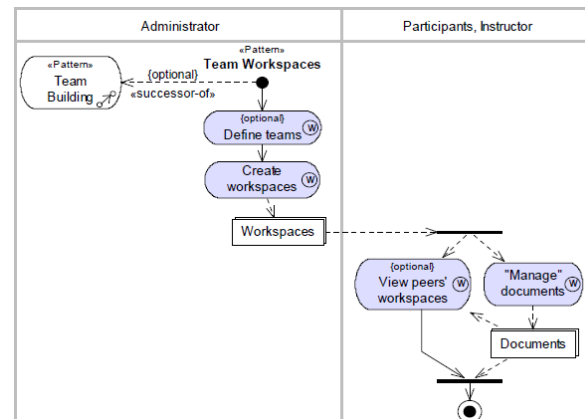 Administrator
Participants, Instructor
«Pattern»
Team Workspaces
«Pattern»
Team
Building
{optional}
«successor-of»
{optional}
Define teams
W
Create
workspaces
W
Workspaces
{optional}
View peers'
workspaces
W
"Manage"
documents
W
Documents